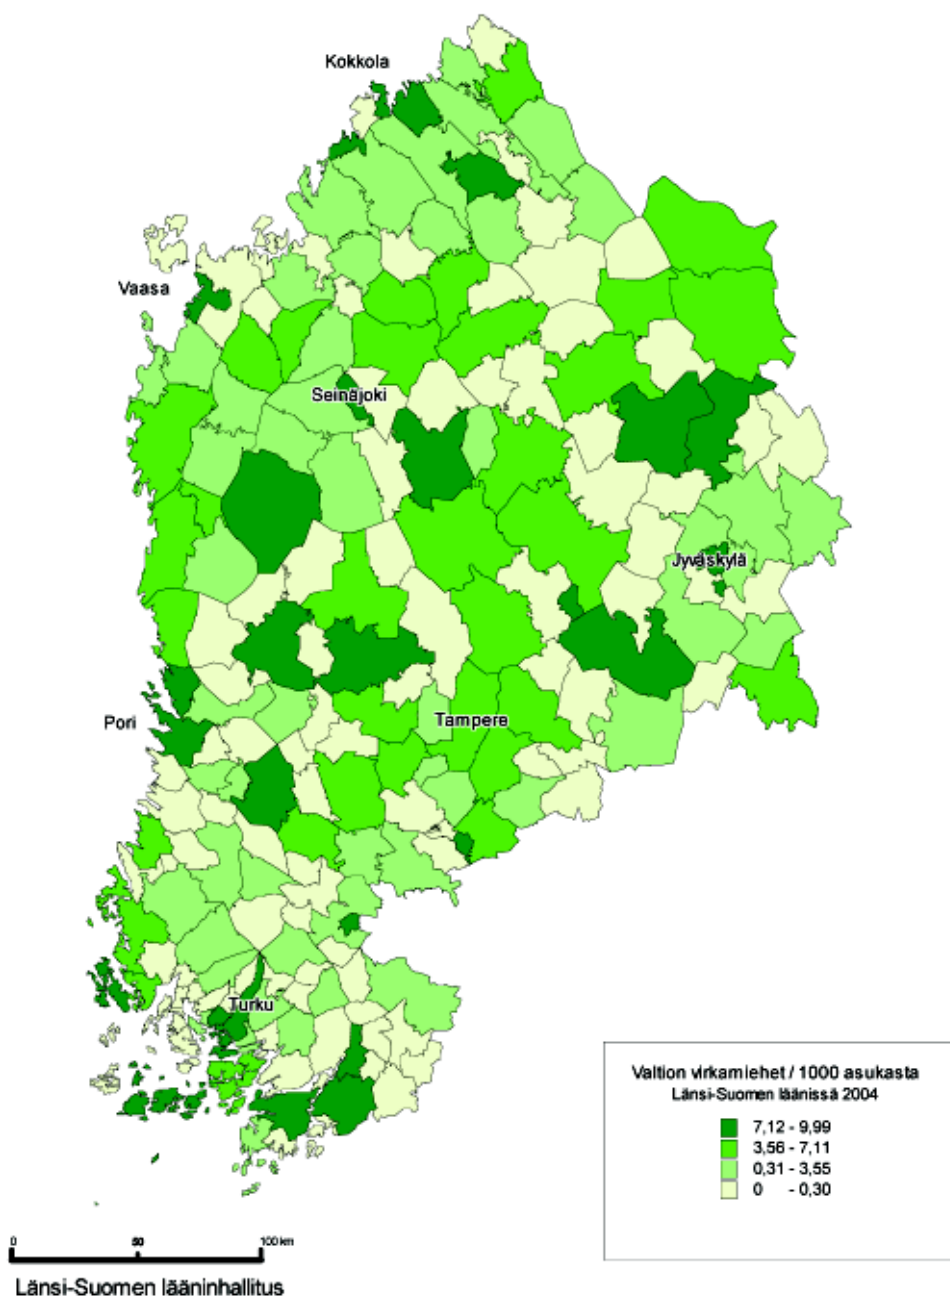 Kokkola
Vaasa
Seinäjoki
Jyväskylä
Pori
Tampere
Turku
Valtion virkamiehet / 1000 asukasta
Länsi-Suomen läänissä 2004
7,12 - 9,99
3,56 - 7,11
0,31 - 3,55
0 - 0,30
0 50 100 km
Länsi-Suomen lääninhallitus